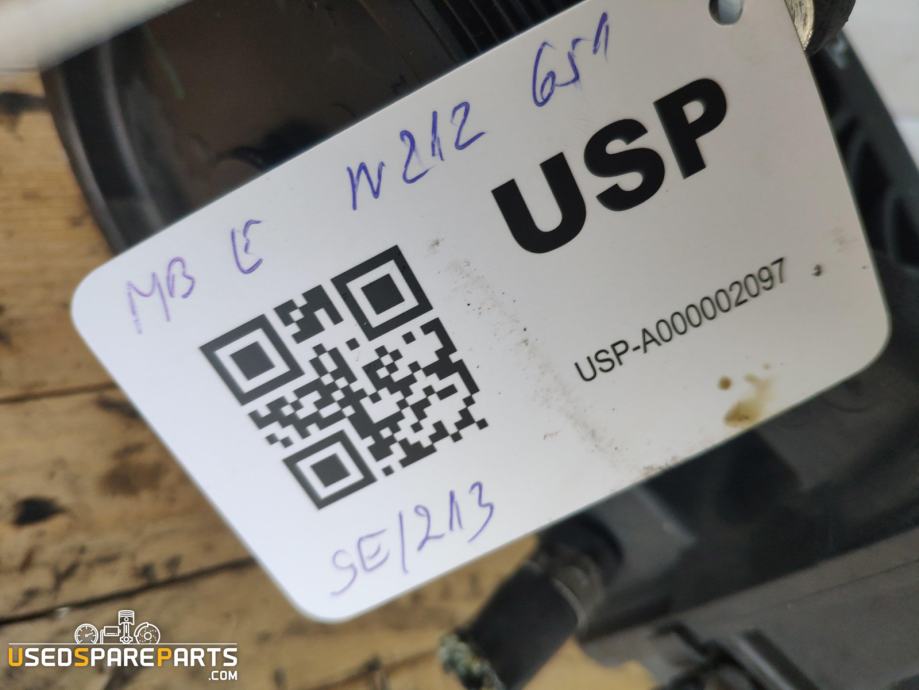 MB E W212 651
USP
USP-A000002097
SE/213
USEDSPAREPARTS
.COM